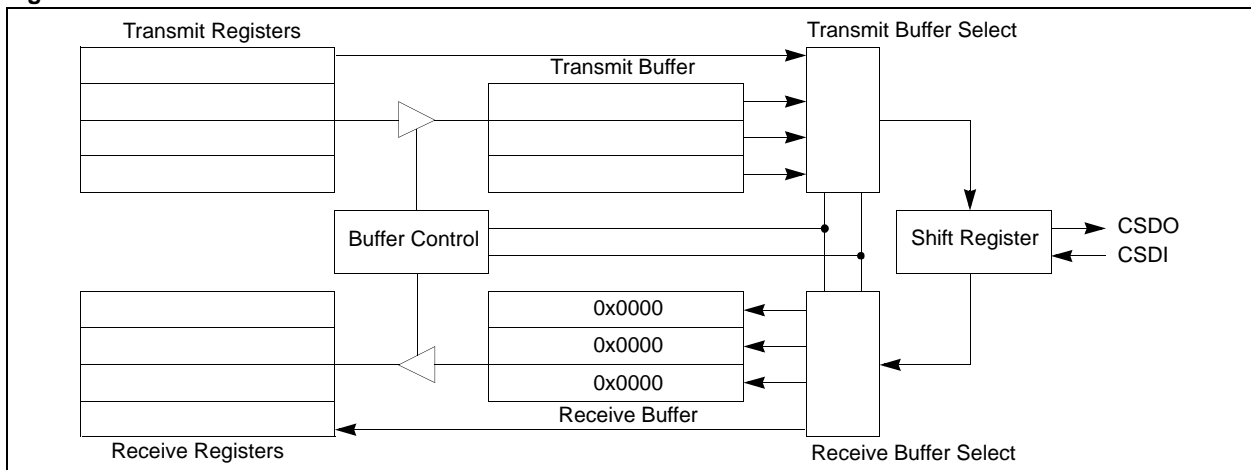 Transmit Registers
Transmit Buffer Select
Transmit Buffer
Buffer Control
Shift Register
CSDO
CSDI
0x0000
0x0000
0x0000
Receive Buffer
Receive Registers
Receive Buffer Select